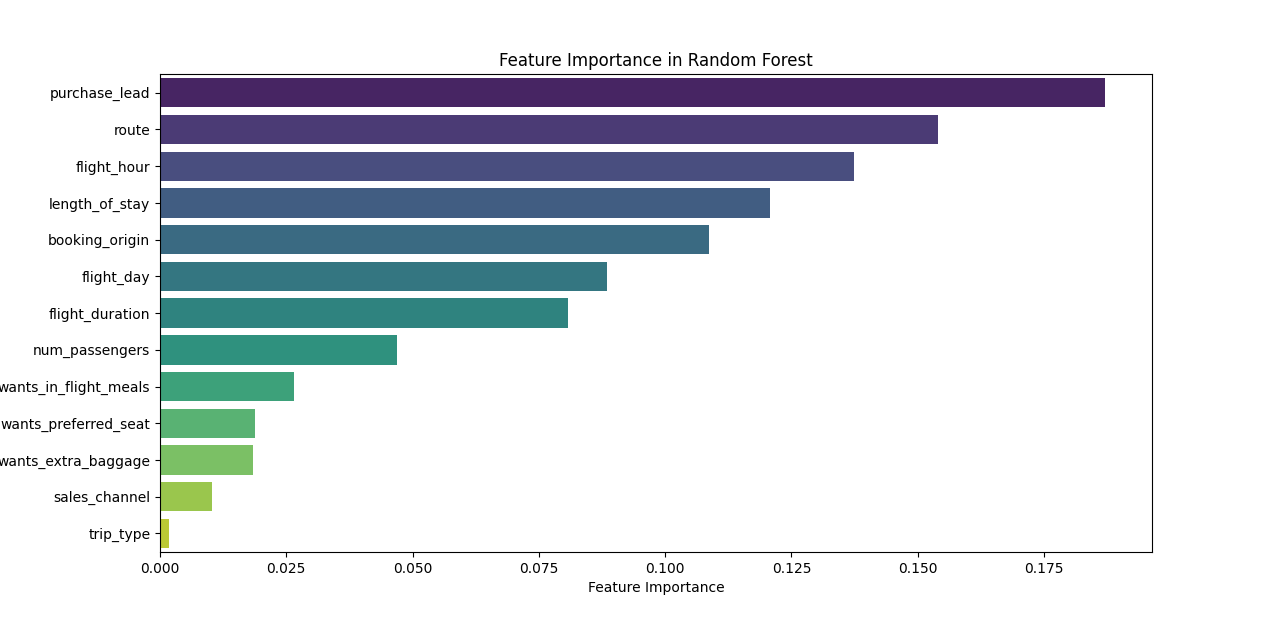 Feature Importance in Random Forest
purchase_lead
route
flight_hour
length_of_stay
booking_origin
flight_day
flight_duration
num_passengers
wants_in_flight_meals
wants_preferred_seat
wants_extra_baggage
sales_channel
trip_type
0.000 0.025 0.050 0.075 0.100 0.125 0.150 0.175
Feature Importance